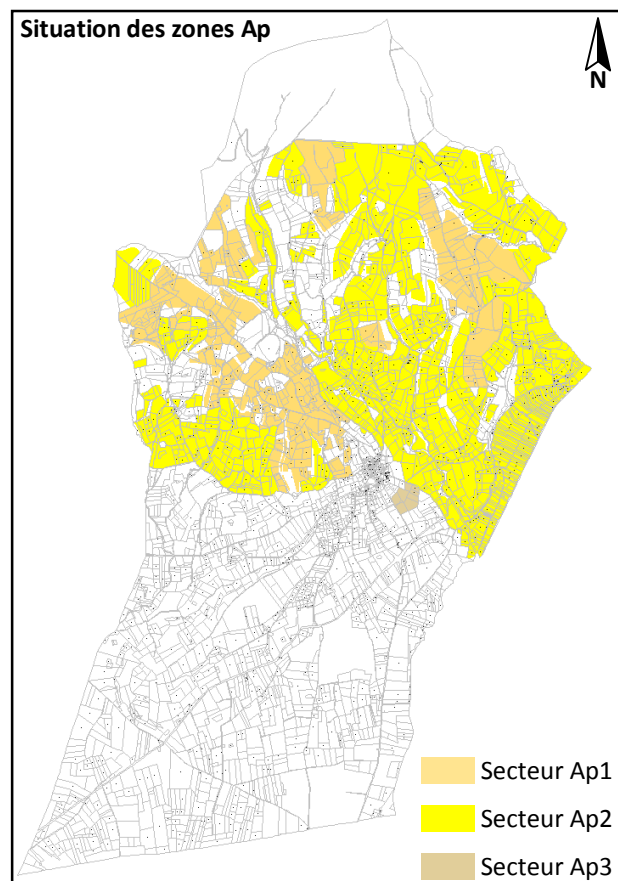 Situation des zones Ap
N
Secteur Ap1
Secteur Ap2
Secteur Ap3